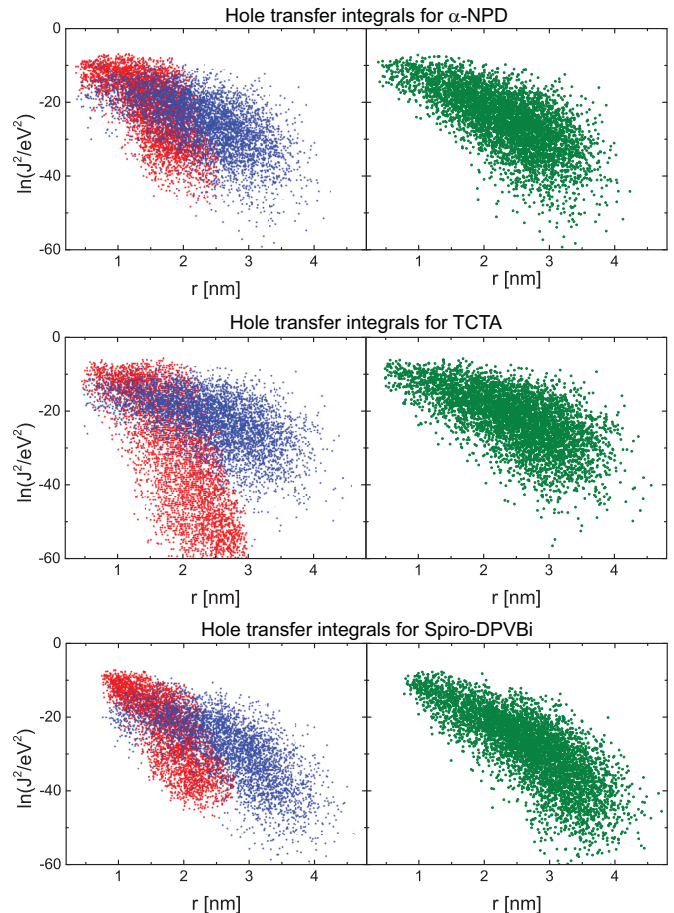 Hole transfer integrals for α-NPD
ln(J²/eV²)
-20
-40
-60
1 2 3 4 1 2 3 4
r [nm] r [nm]
Hole transfer integrals for TCTA
0
ln(J²/eV²)
-20
-40
-60
1 2 3 4 1 2 3 4
r [nm] r [nm]
Hole transfer integrals for Spiro-DPVBi
0
ln(J²/eV²)
-20
-40
-60
1 2 3 4 1 2 3 4
r [nm] r [nm]